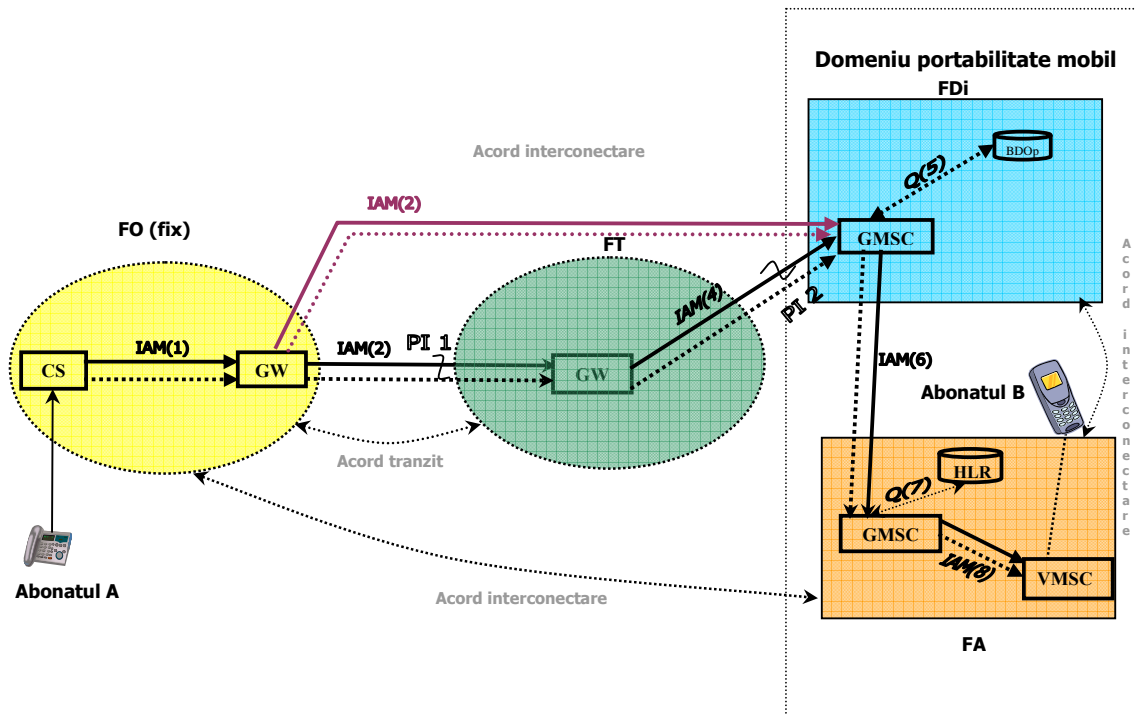 Domeniu portabilitate mobil
FDi
BDOp
Acord interconectare
Q(5)
IAM(2)
FO (fix)
GMSC
FT
Acord interconectare
IAM(4)
PI 2
IAM(1)
IAM(2)
PI 1
CS
GW
GW
IAM(6)
Abonatul B
Acord tranzit
HLR
Q(7)
GMSC
IAM(8)
VMSC
Abonatul A
Acord interconectare
FA